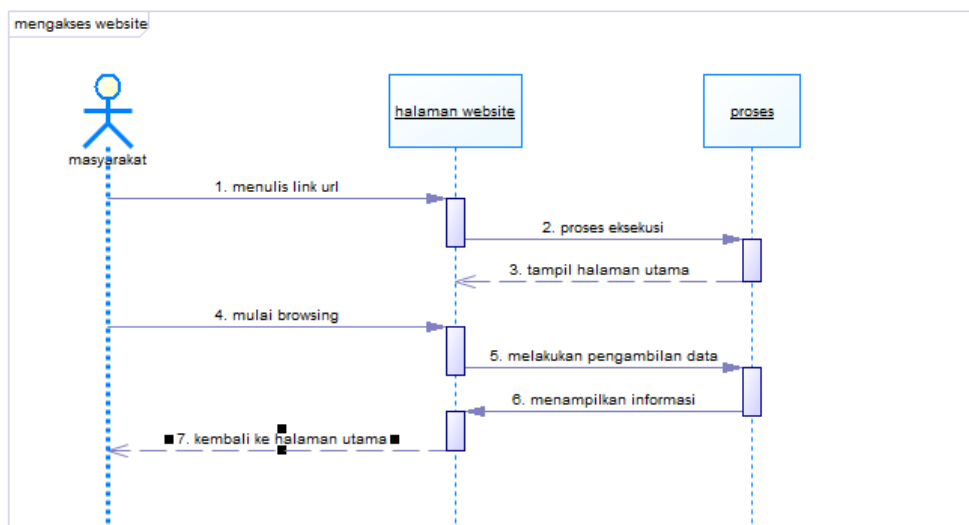 mengakses website
halaman website
proses
masyarakat
1. menulis link url
2. proses eksekusi
3. tampil halaman utama
4. mulai browsing
5. melakukan pengambilan data
6. menampilkan informasi
7. kembali ke halaman utama